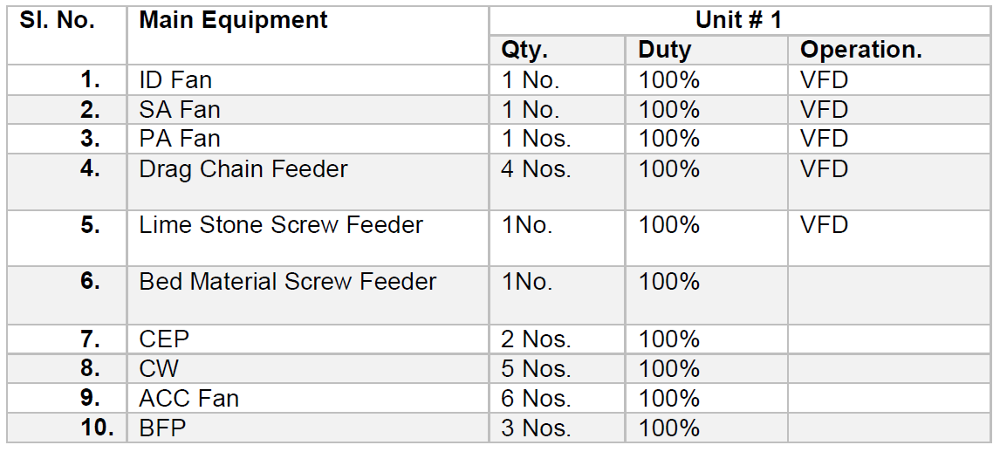 Sl. No. Main Equipment Unit # 1
Qty. Duty Operation.
1. ID Fan 1 No. 100% VFD
2. SA Fan 1 No. 100% VFD
3. PA Fan 1 Nos. 100% VFD
4. Drag Chain Feeder 4 Nos. 100% VFD
5. Lime Stone Screw Feeder 1No. 100% VFD
6. Bed Material Screw Feeder 1No. 100%
7. CEP 2 Nos. 100%
8. CW 5 Nos. 100%
9. ACC Fan 6 Nos. 100%
10. BFP 3 Nos. 100%